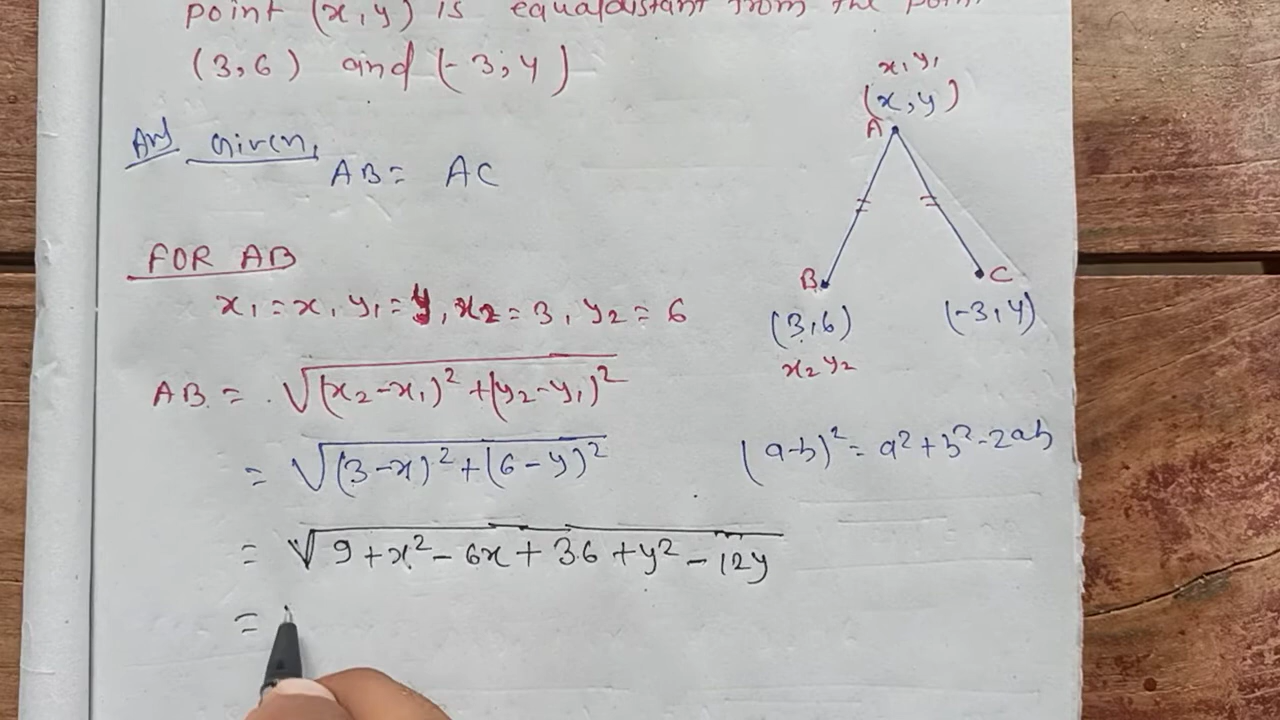 point (x,y) is equadistant from the point
(3,6) and (-3,4)
Ans given,
AB = AC
x₁ y₁
(x,y)
A
B
C
(3,6)
(-3,4)
x₂ y₂
FOR AB
x₁=x, y₁=y, x₂=3, y₂=6
AB = √(x₂-x₁)²+(y₂-y₁)²
= √(3-x)²+(6-y)²
(a-b)²=a²+b²-2ab
= √9+x²-6x+36+y²-12y
=